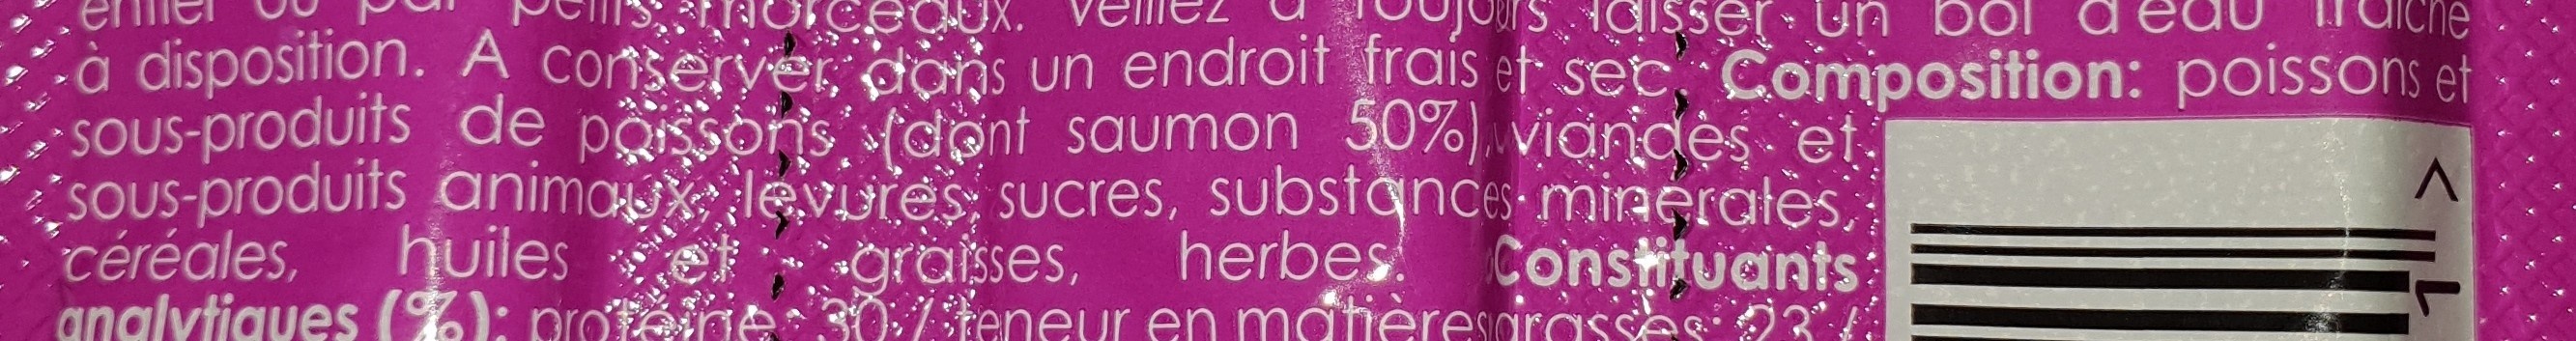 entier ou par petits morceaux. Veillez à toujours laisser un bol d'eau fraîche
à disposition. A conserver dans un endroit frais et sec. Composition: poissons et
sous-produits de poissons (dont saumon 50%), viandes et
sous-produits animaux, levures, sucres, substances minérales,
céréales, huiles et graisses, herbes. Constituants
analytiques (%): protéine: 30 / teneur en matières grasses: 23 /
>
1